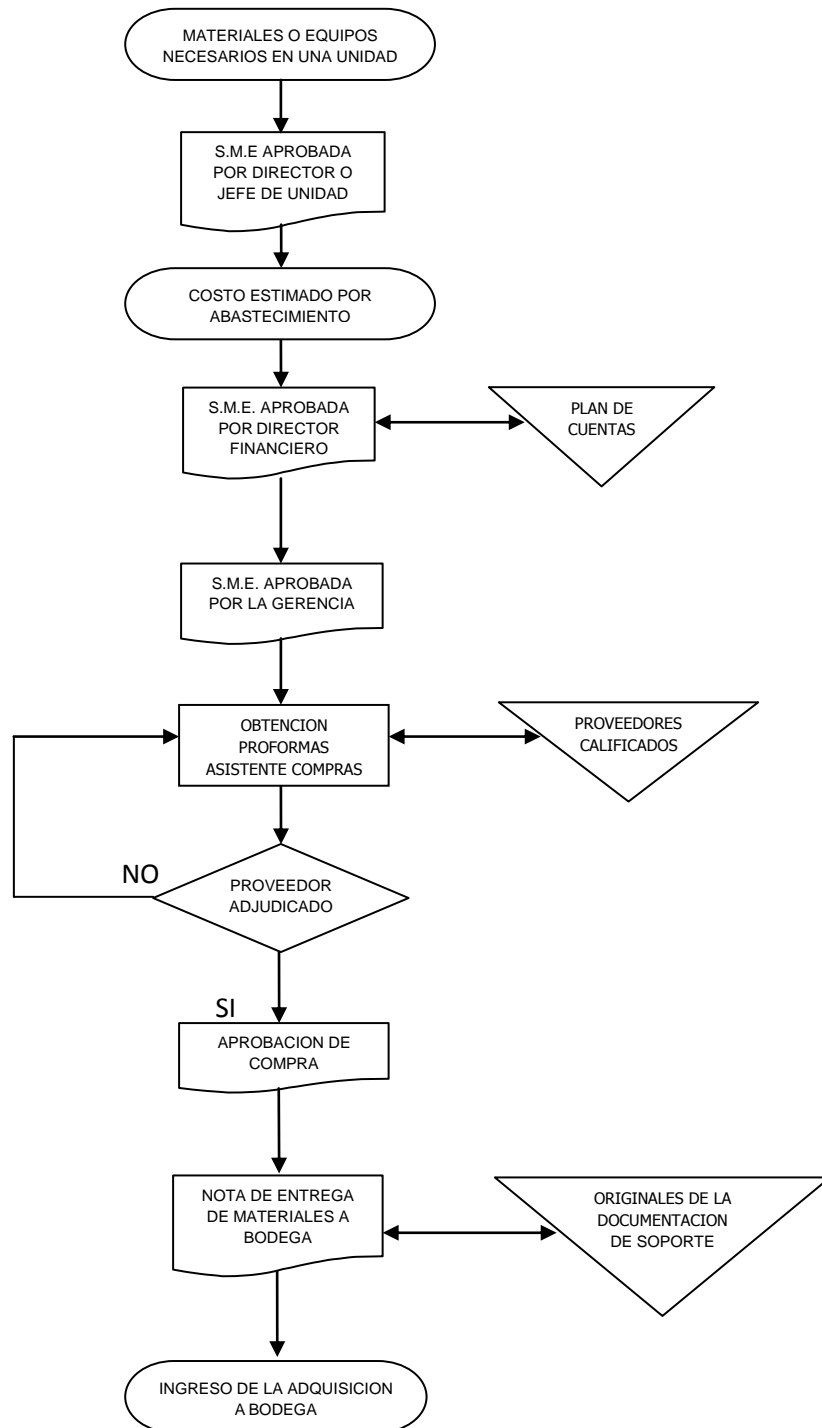 MATERIALES O EQUIPOS
NECESARIOS EN UNA UNIDAD
S.M.E APROBADA
POR DIRECTOR O
JEFE DE UNIDAD
COSTO ESTIMADO POR
ABASTECIMIENTO
S.M.E. APROBADA
POR DIRECTOR
FINANCIERO
PLAN DE
CUENTAS
S.M.E. APROBADA
POR LA GERENCIA
OBTENCION
PROFORMAS
ASISTENTE COMPRAS
PROVEEDORES
CALIFICADOS
NO
PROVEEDOR
ADJUDICADO
SI
APROBACION DE
COMPRA
NOTA DE ENTREGA
DE MATERIALES A
BODEGA
ORIGINALES DE LA
DOCUMENTACION
DE SOPORTE
INGRESO DE LA ADQUISICION
A BODEGA